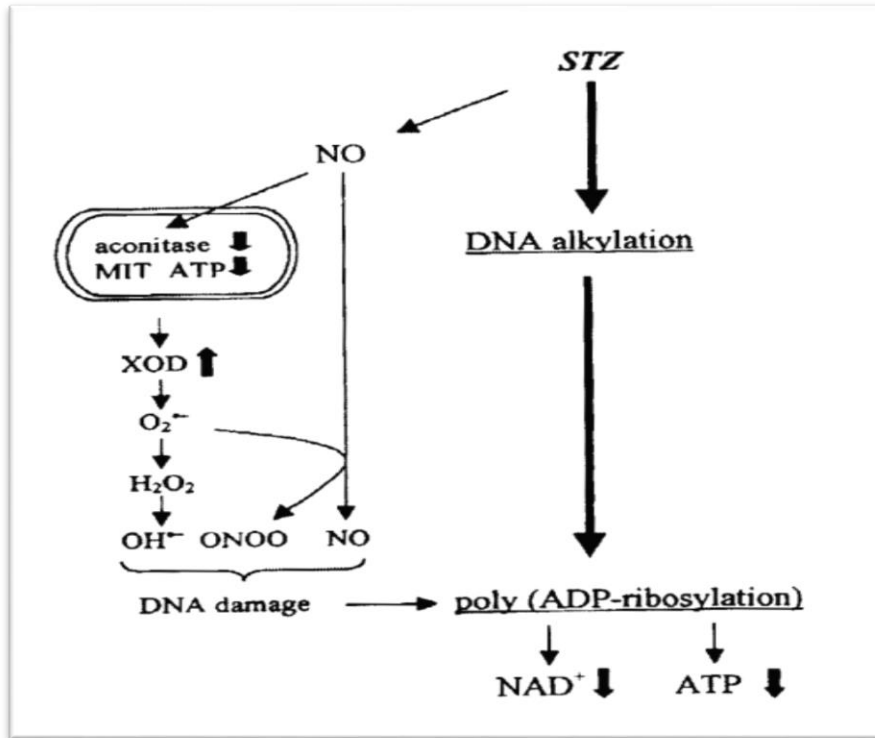 STZ
NO
aconitase
MIT ATP
DNA alkylation
XOD
O₂•−
H₂O₂
OH•− ONOO NO
DNA damage
poly (ADP-ribosylation)
NAD⁺ ATP